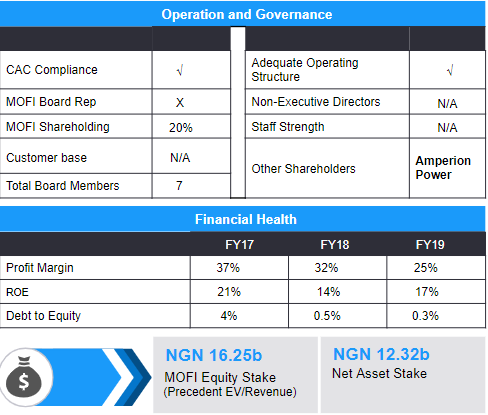 Operation and Governance
CAC Compliance √
Adequate Operating
Structure √
MOFI Board Rep X
Non-Executive Directors N/A
MOFI Shareholding 20%
Staff Strength N/A
Customer base N/A
Other Shareholders Amperion
Power
Total Board Members 7
Financial Health
FY17 FY18 FY19
Profit Margin 37% 32% 25%
ROE 21% 14% 17%
Debt to Equity 4% 0.5% 0.3%
$
NGN 16.25b
MOFI Equity Stake
(Precedent EV/Revenue)
NGN 12.32b
Net Asset Stake